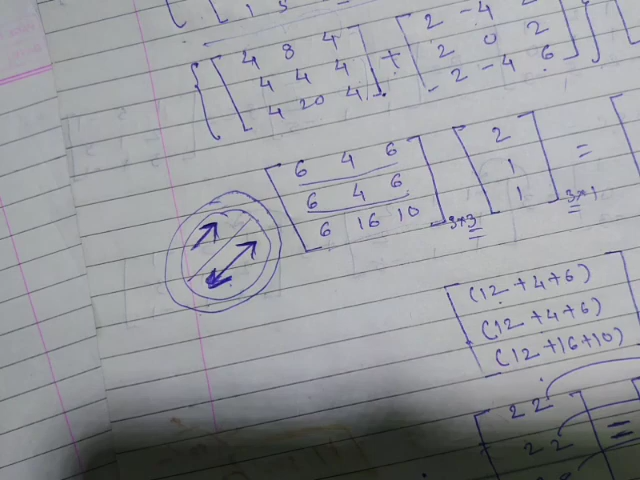 1 3
4 8 4 + 2 -4
4 4 4 2 0 2
4 20 4 2 -4 6
6 4 6 2
6 4 6 1 =
6 16 10 3*3 1 3*1
(12+4+6)
(12+4+6)
(12+16+10)
22
22 =